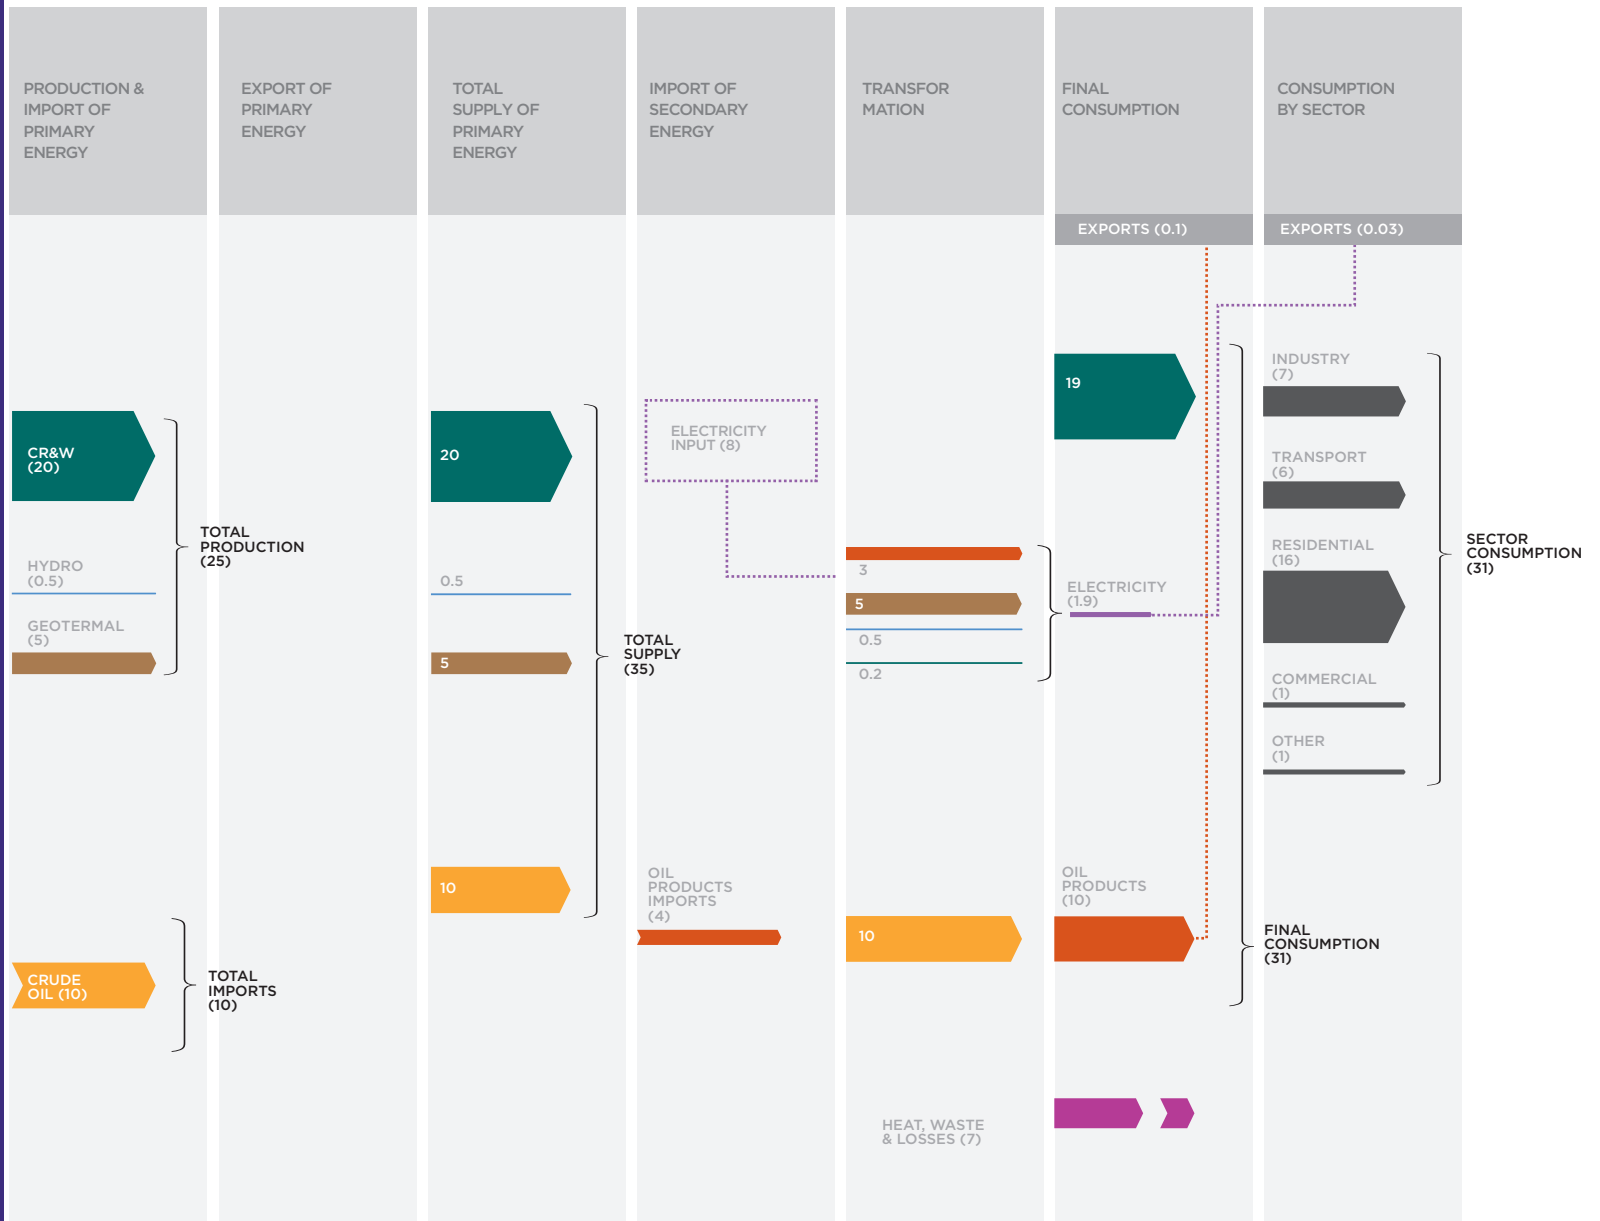 PRODUCTION &
IMPORT OF
PRIMARY
ENERGY
EXPORT OF
PRIMARY
ENERGY
TOTAL
SUPPLY OF
PRIMARY
ENERGY
IMPORT OF
SECONDARY
ENERGY
TRANSFOR
MATION
FINAL
CONSUMPTION
CONSUMPTION
BY SECTOR
EXPORTS (0.1)
EXPORTS (0.03)
CR&W
(20)
HYDRO
(0.5)
GEOTERMAL
(5)
TOTAL
PRODUCTION
(25)
CRUDE
OIL (10)
TOTAL
IMPORTS
(10)
20
0.5
5
10
TOTAL
SUPPLY
(35)
ELECTRICITY
INPUT (8)
OIL
PRODUCTS
IMPORTS
(4)
3
5
0.5
0.2
10
HEAT, WASTE
& LOSSES (7)
19
ELECTRICITY
(1.9)
OIL
PRODUCTS
(10)
FINAL
CONSUMPTION
(31)
INDUSTRY
(7)
TRANSPORT
(6)
RESIDENTIAL
(16)
COMMERCIAL
(1)
OTHER
(1)
SECTOR
CONSUMPTION
(31)